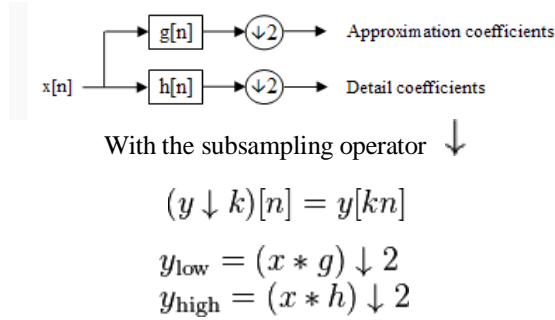 g[n] ↓2 Approximation coefficients
x[n] h[n] ↓2 Detail coefficients
With the subsampling operator ↓
(y ↓ k)[n] = y[kn]
y_low = (x * g) ↓ 2
y_high = (x * h) ↓ 2